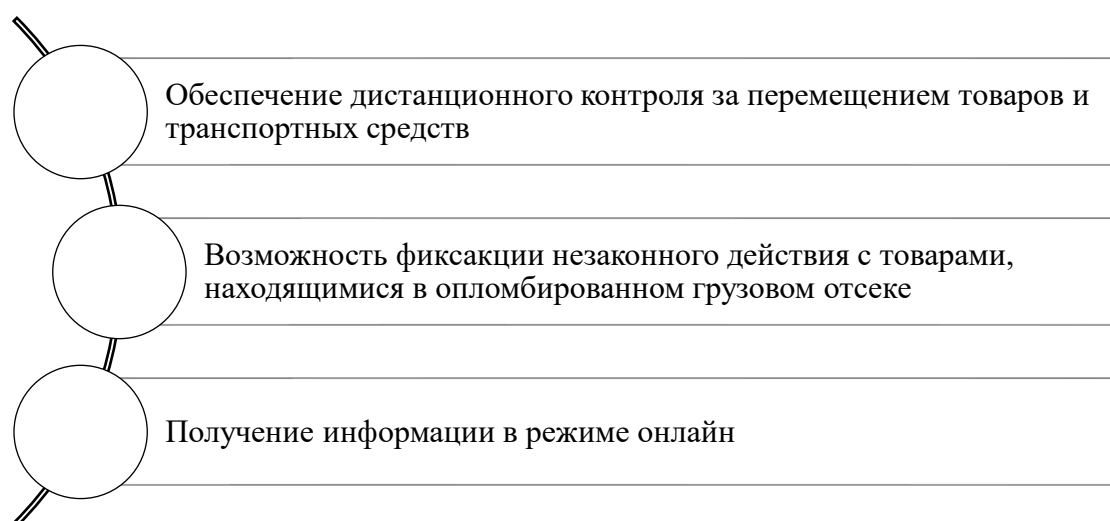 Обеспечение дистанционного контроля за перемещением товаров и
транспортных средств
Возможность фиксакции незаконного действия с товарами,
находящимися в опломбированном грузовом отсеке
Получение информации в режиме онлайн